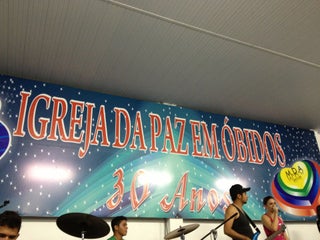 IGREJA DA PAZ EM ÓBIDOS
30 Anos
M.D.A